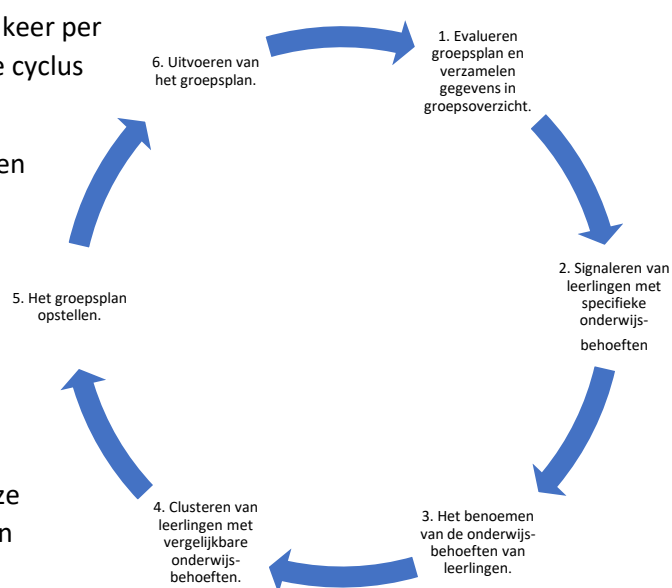 keer per
e cyclus
en
ze
n
1. Evalueren
groepsplan en
verzamelen
gegevens in
groepsoverzicht.
2. Signaleren van
leerlingen met
specifieke
onderwijs-
behoeften
3. Het benoemen
van de onderwijs-
behoeften van
leerlingen.
4. Clusteren van
leerlingen met
vergelijkbare
onderwijs-
behoeften.
5. Het groepsplan
opstellen.
6. Uitvoeren van
het groepsplan.